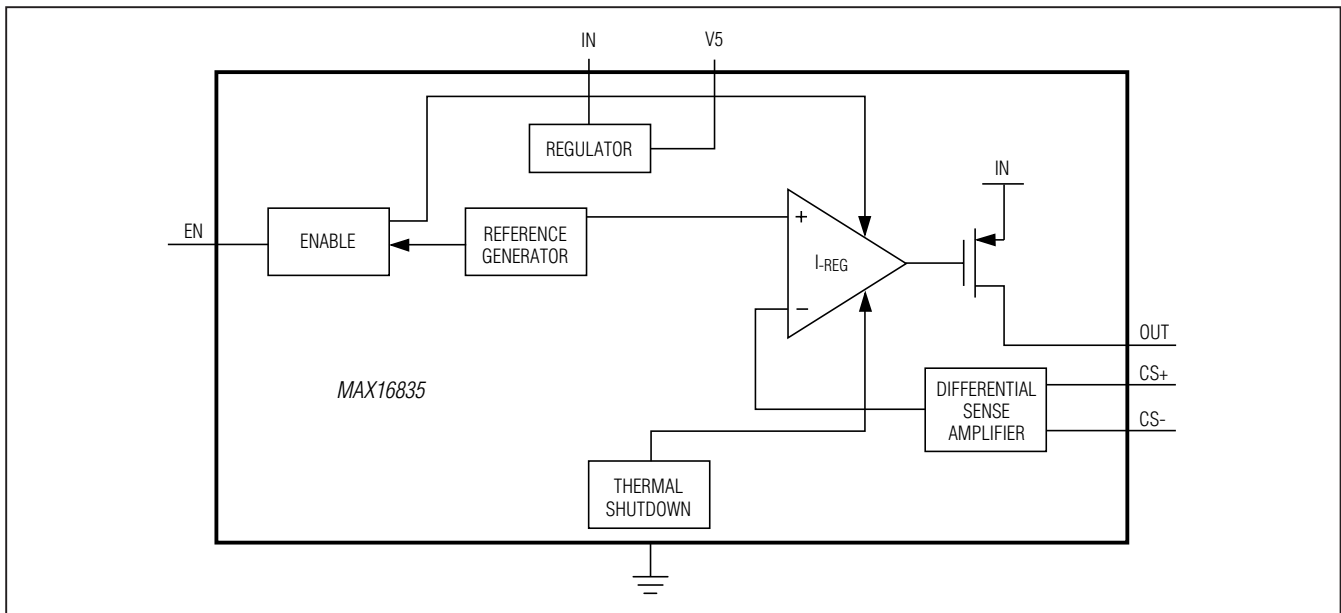 IN
V5
REGULATOR
IN
EN
ENABLE
REFERENCE
GENERATOR
+
I-REG
−
OUT
CS+
DIFFERENTIAL
SENSE
AMPLIFIER
CS-
MAX16835
THERMAL
SHUTDOWN